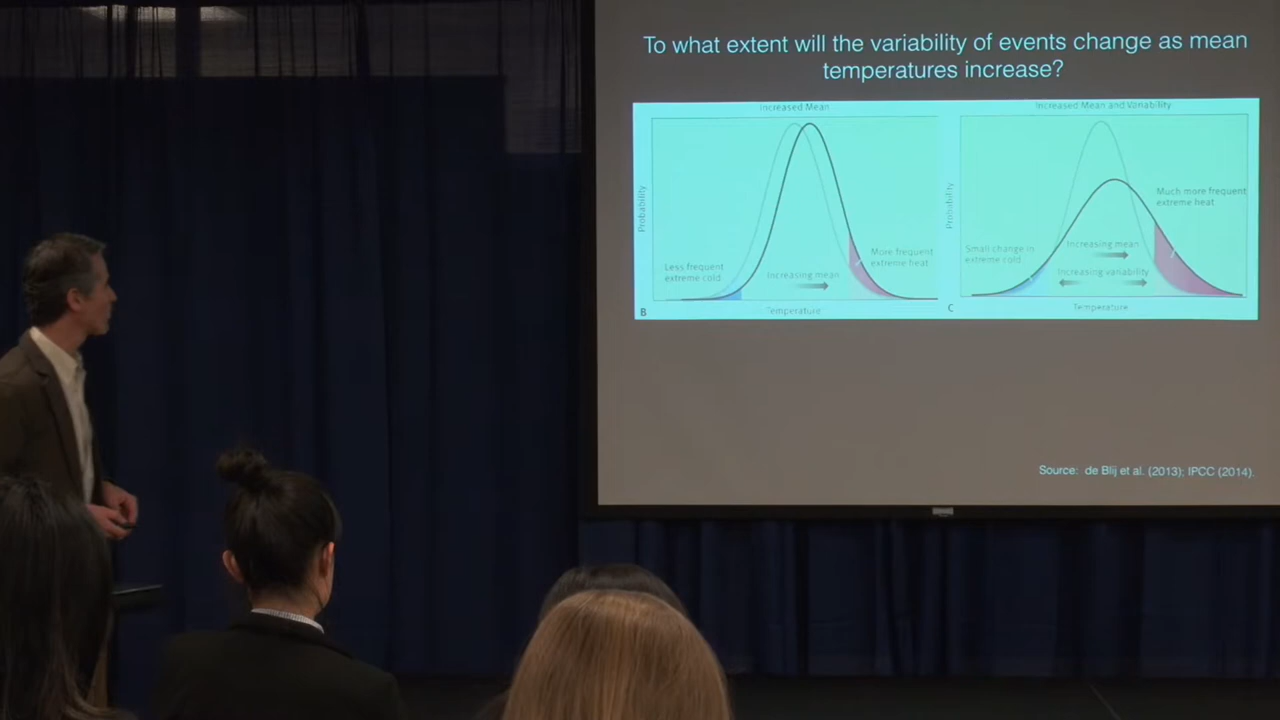 To what extent will the variability of events change as mean
temperatures increase?
Increased Mean
Probability
Less frequent
extreme cold
Increasing mean
More frequent
extreme heat
B
Temperature
Increased Mean and Variability
Probability
Small change in
extreme cold
Increasing mean
Increasing variability
Much more frequent
extreme heat
C
Temperature
Source: de Blij et al. (2013); IPCC (2014).